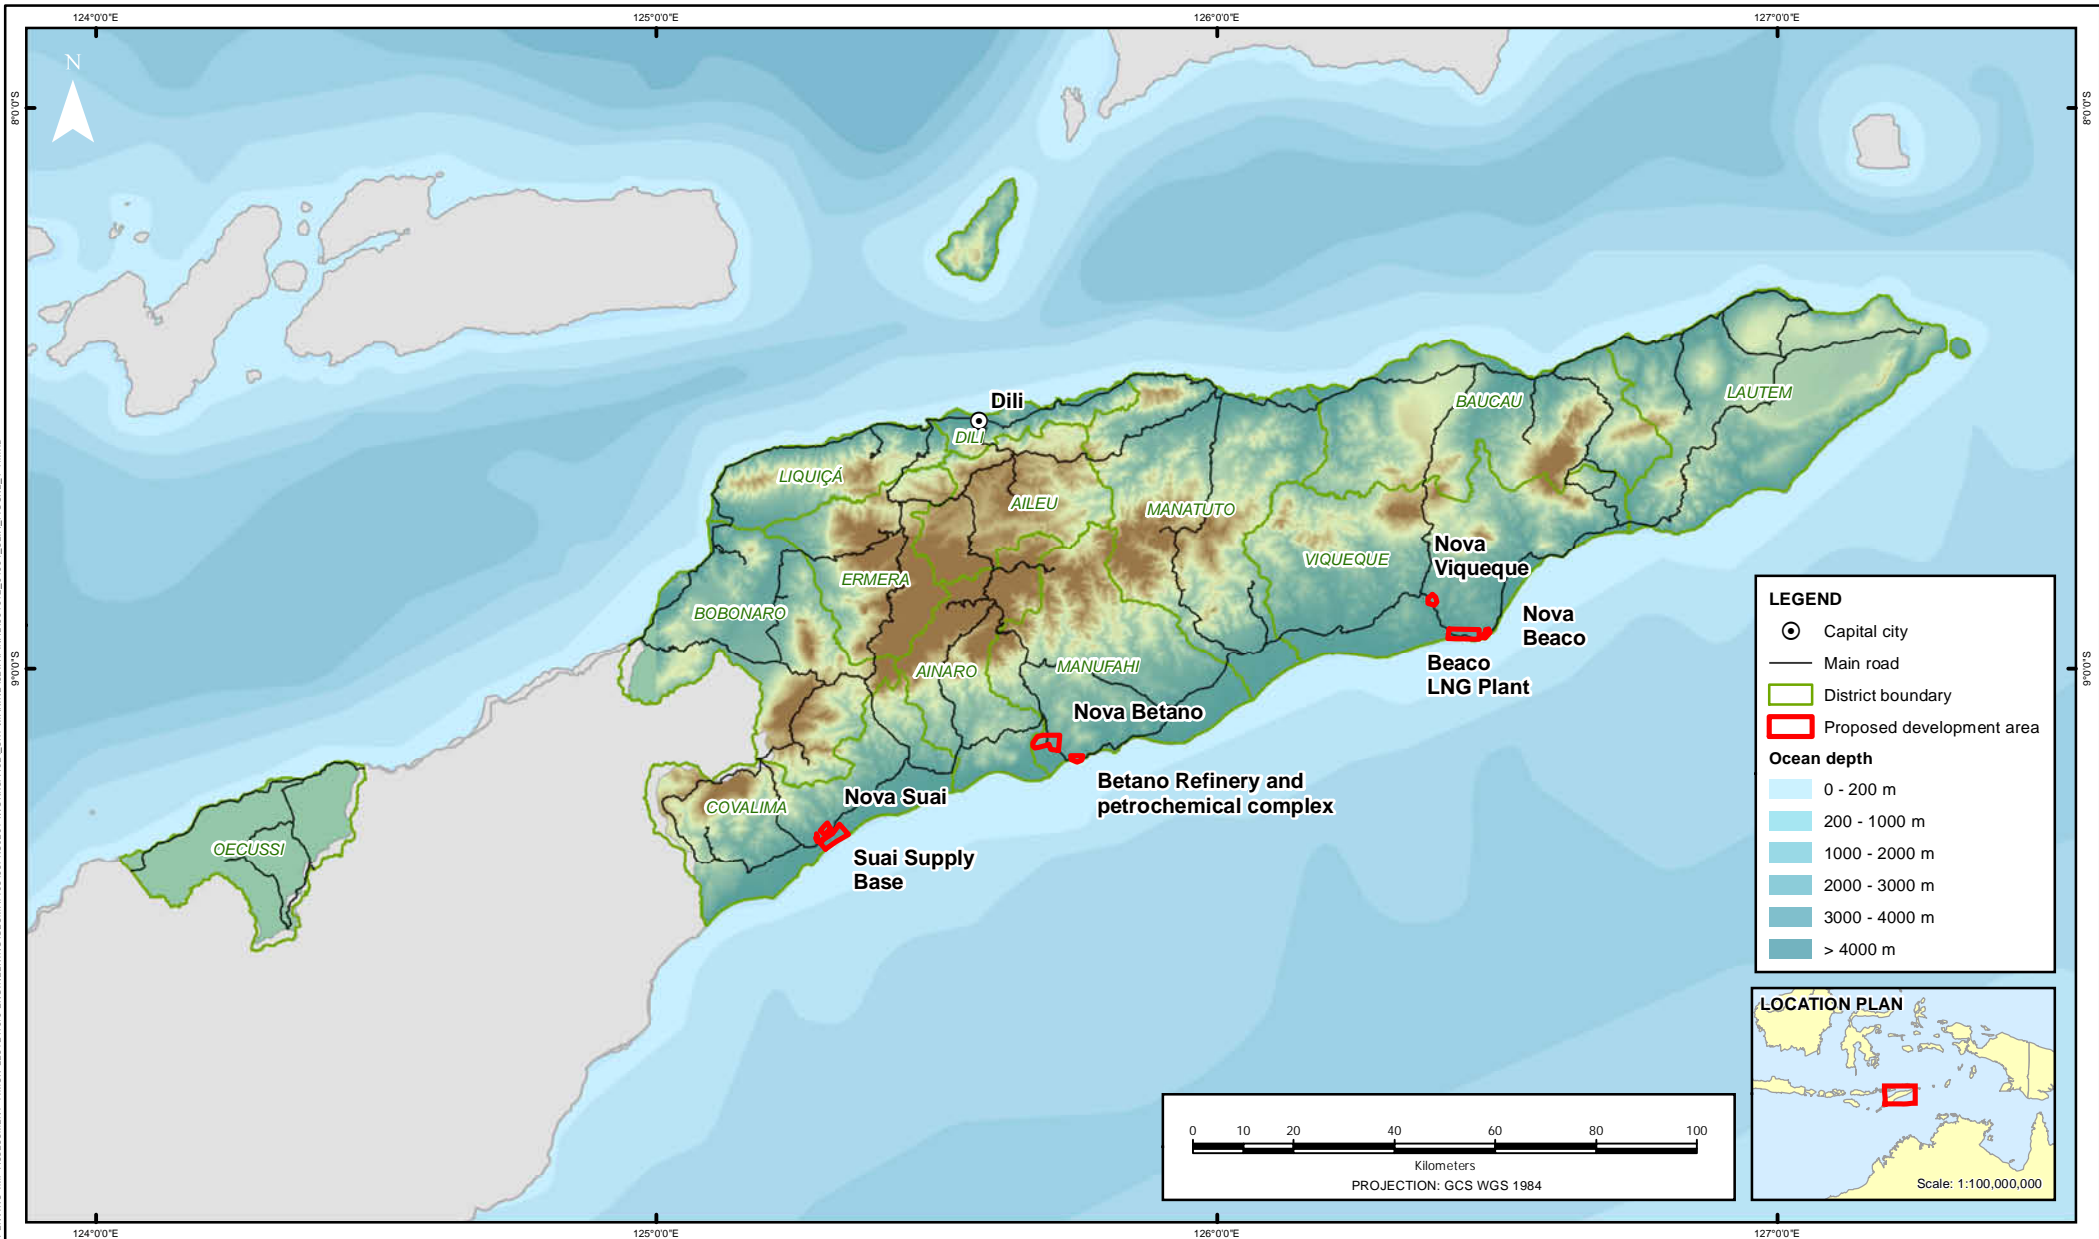 124°0'0"E
125°0'0"E
126°0'0"E
127°0'0"E
N
8°0'0"S
8°0'0"S
Dili
DILI
BAUCAU
LAUTEM
LIQUIÇÁ
AILEU
MANATUTO
Nova
Viqueque
VIQUEQUE
ERMERA
BOBONARO
Nova
Beaco
9°0'0"S
9°0'0"S
AINARO
MANUFAHI
Beaco
LNG Plant
Nova Betano
Betano Refinery and
petrochemical complex
Nova Suai
COVALIMA
OECUSSI
Suai Supply
Base
LEGEND
Capital city
Main road
District boundary
Proposed development area
Ocean depth
0 - 200 m
200 - 1000 m
1000 - 2000 m
2000 - 3000 m
3000 - 4000 m
> 4000 m
LOCATION PLAN
Scale: 1:100,000,000
0 10 20 40 60 80 100
Kilometers
PROJECTION: GCS WGS 1984
124°0'0"E
125°0'0"E
126°0'0"E
127°0'0"E